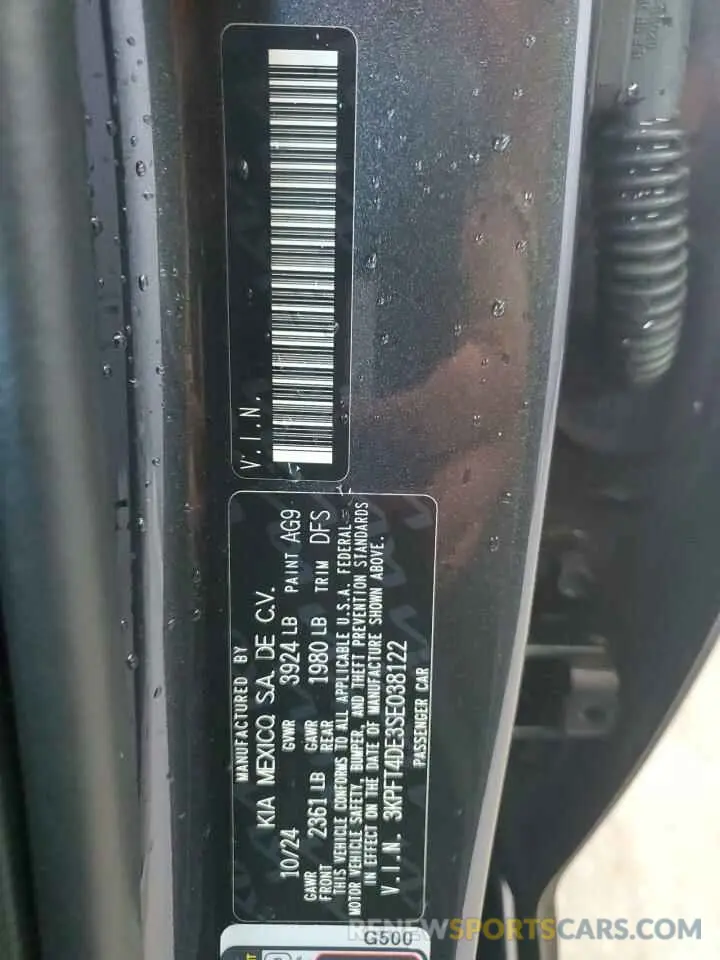 V.I.N.
MANUFACTURED BY
KIA MEXICO S.A. DE C.V.
10/24 GVWR 3924 LB PAINT AG9
GAWR FRONT 2361 LB GAWR REAR 1980 LB TRIM DFS
THIS VEHICLE CONFORMS TO ALL APPLICABLE U.S.A. FEDERAL
MOTOR VEHICLE SAFETY, BUMPER, AND THEFT PREVENTION STANDARDS
IN EFFECT ON THE DATE OF MANUFACTURE SHOWN ABOVE.
V.I.N. 3KPFT4DE3SE038122
PASSENGER CAR
G500
RENEWSPORTSCARS.COM